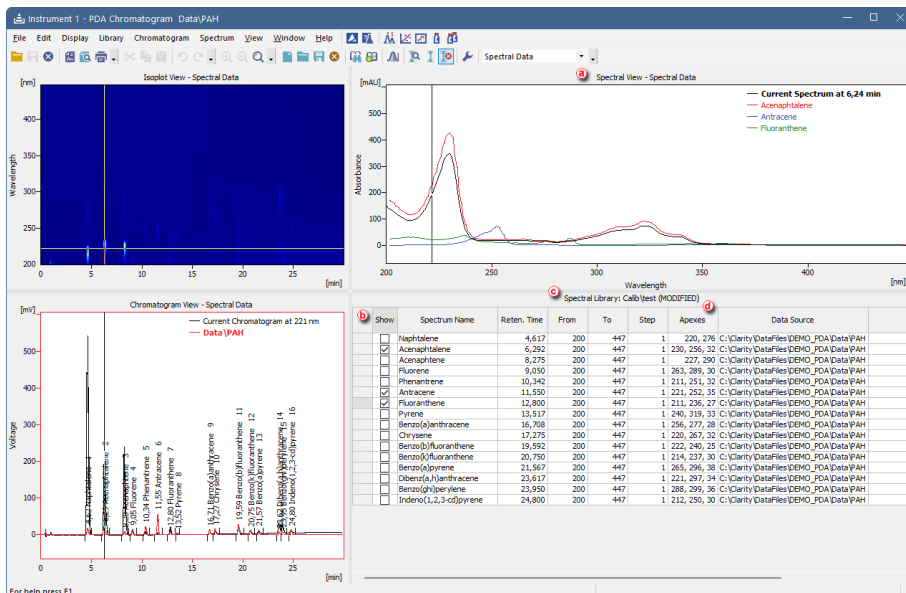 Instrument 1 - PDA Chromatogram Data\PAH
File Edit Display Library Chromatogram Spectrum View Window Help
Spectral Data
Isoplot View - Spectral Data
[nm]
400
350
300
250
200
Wavelength
0 5 10 15 20 25
[min]
a
Spectral View - Spectral Data
[mAU]
Current Spectrum at 6,24 min
Acenaphtalene
Antracene
Fluoranthene
500
400
300
200
100
0
Absorbance
200 250 300 350 400
Wavelength
[nm]
Chromatogram View - Spectral Data
[mV]
Current Chromatogram at 221 nm
Data\PAH
500
400
300
200
100
0
Voltage
9,05 Fluorene 4
10,34 Phenantrene 5
11,55 Antracene 6
12,80 Fluoranthene 7
13,52 Pyrene 8
16,71 Benzo(a)anthracene 9
17,27 Chrysene 10
19,59 Benzo(b)fluoranthene 11
20,75 Benzo(k)fluoranthene 12
21,57 Benzo(a)pyrene 13
24,80 Indeno(1,2,3-cd)pyrene 16
0 5 10 15 20 25
[min]
c
Spectral Library: Calib\test (MODIFIED)
b
d
Show Spectrum Name Reten. Time From To Step Apexes Data Source
Naphtalene 4,617 200 447 1 220, 276 C:\Clarity\DataFiles\DEMO_PDA\Data\PAH
Acenaphtalene 6,292 200 447 1 230, 256, 32 C:\Clarity\DataFiles\DEMO_PDA\Data\PAH
Acenaphtene 8,275 200 447 1 227, 290 C:\Clarity\DataFiles\DEMO_PDA\Data\PAH
Fluorene 9,050 200 447 1 263, 289, 30 C:\Clarity\DataFiles\DEMO_PDA\Data\PAH
Phenantrene 10,342 200 447 1 211, 251, 32 C:\Clarity\DataFiles\DEMO_PDA\Data\PAH
Antracene 11,550 200 447 1 221, 252, 35 C:\Clarity\DataFiles\DEMO_PDA\Data\PAH
Fluoranthene 12,800 200 447 1 211, 236, 27 C:\Clarity\DataFiles\DEMO_PDA\Data\PAH
Pyrene 13,517 200 447 1 240, 319, 33 C:\Clarity\DataFiles\DEMO_PDA\Data\PAH
Benzo(a)anthracene 16,708 200 447 1 256, 277, 28 C:\Clarity\DataFiles\DEMO_PDA\Data\PAH
Chrysene 17,275 200 447 1 220, 267, 32 C:\Clarity\DataFiles\DEMO_PDA\Data\PAH
Benzo(b)fluoranthene 19,592 200 447 1 222, 240, 25 C:\Clarity\DataFiles\DEMO_PDA\Data\PAH
Benzo(k)fluoranthene 20,750 200 447 1 214, 237, 30 C:\Clarity\DataFiles\DEMO_PDA\Data\PAH
Benzo(a)pyrene 21,567 200 447 1 265, 296, 38 C:\Clarity\DataFiles\DEMO_PDA\Data\PAH
Dibenz(a,h)anthracene 23,617 200 447 1 221, 297, 34 C:\Clarity\DataFiles\DEMO_PDA\Data\PAH
Benzo(ghi)perylene 23,950 200 447 1 288, 299, 36 C:\Clarity\DataFiles\DEMO_PDA\Data\PAH
Indeno(1,2,3-cd)pyrene 24,800 200 447 1 212, 250, 30 C:\Clarity\DataFiles\DEMO_PDA\Data\PAH
For help press F1